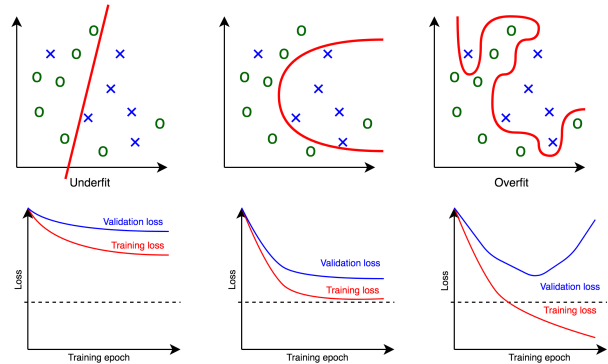 Underfit
Overfit
Validation loss
Training loss
Loss
Training epoch
Validation loss
Training loss
Loss
Training epoch
Validation loss
Training loss
Loss
Training epoch